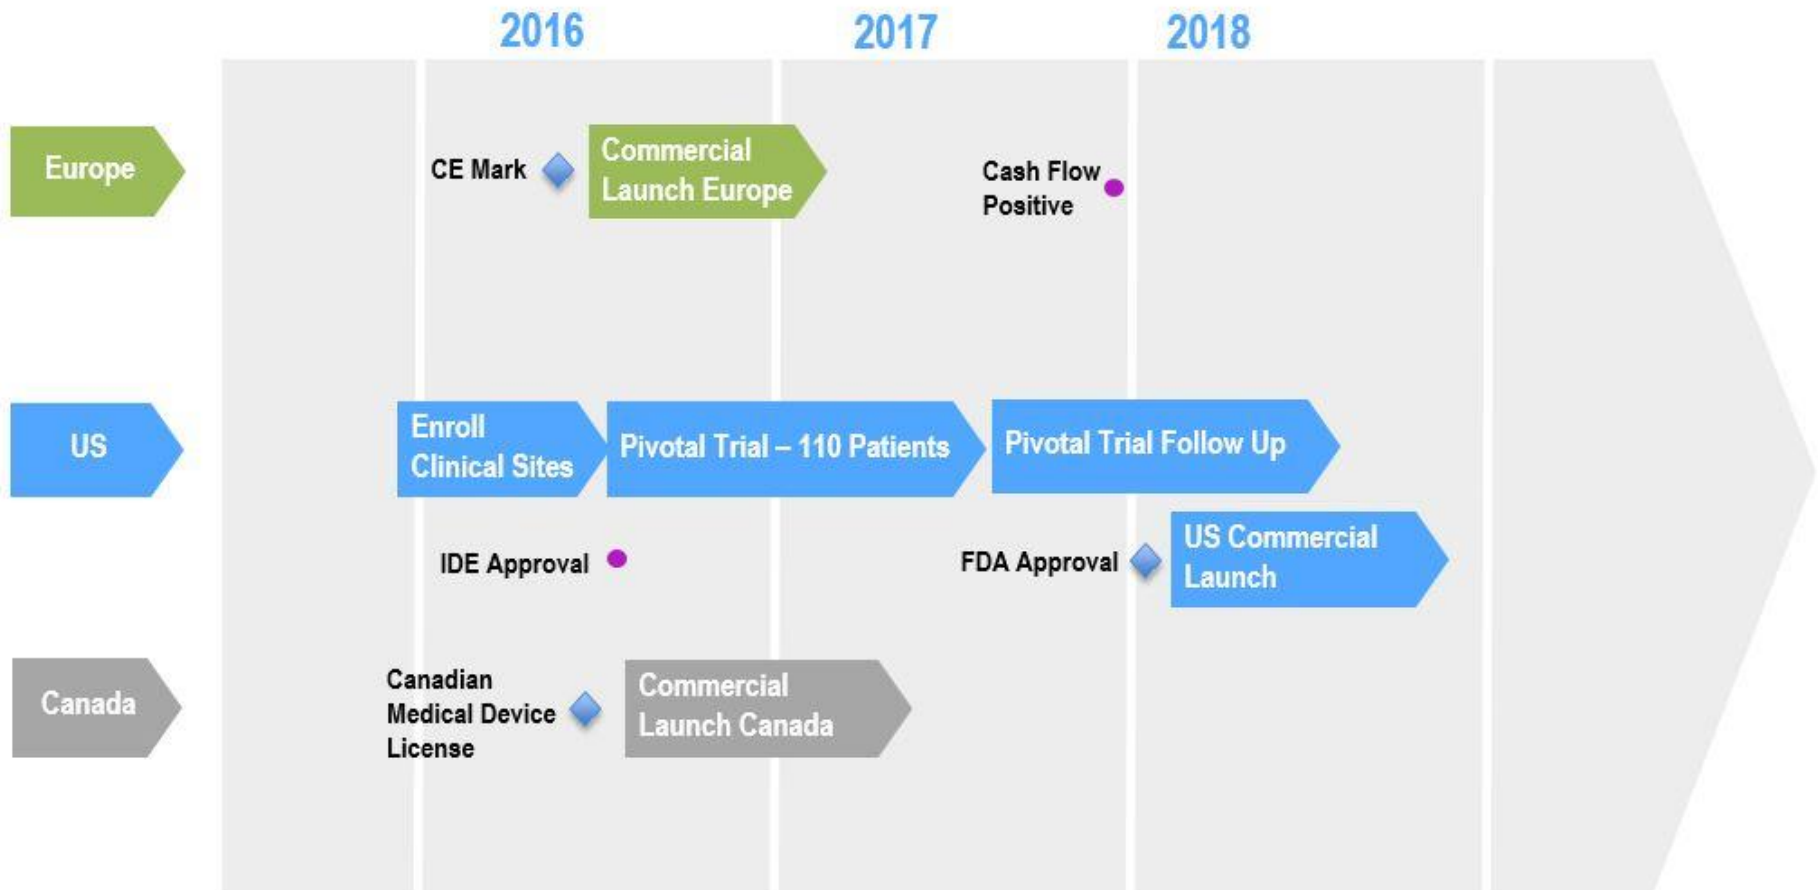 2016
2017
2018
Europe
CE Mark
Commercial
Launch Europe
Cash Flow
Positive
US
Enroll
Clinical Sites
Pivotal Trial – 110 Patients
Pivotal Trial Follow Up
IDE Approval
FDA Approval
US Commercial
Launch
Canada
Canadian
Medical Device
License
Commercial
Launch Canada